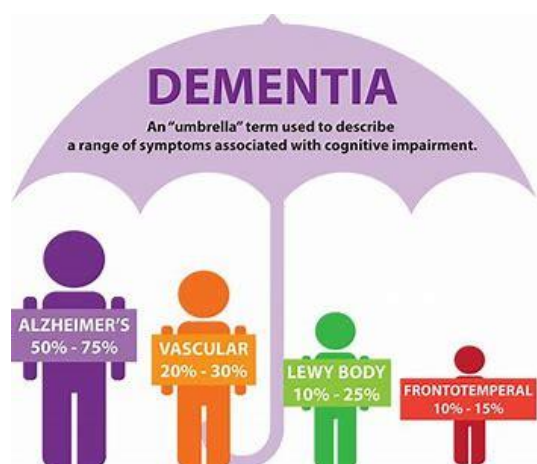 DEMENTIA
An "umbrella" term used to describe
a range of symptoms associated with cognitive impairment.
ALZHEIMER'S
50% - 75%
VASCULAR
20% - 30%
LEWY BODY
10% - 25%
FRONTOTEMPERAL
10% - 15%